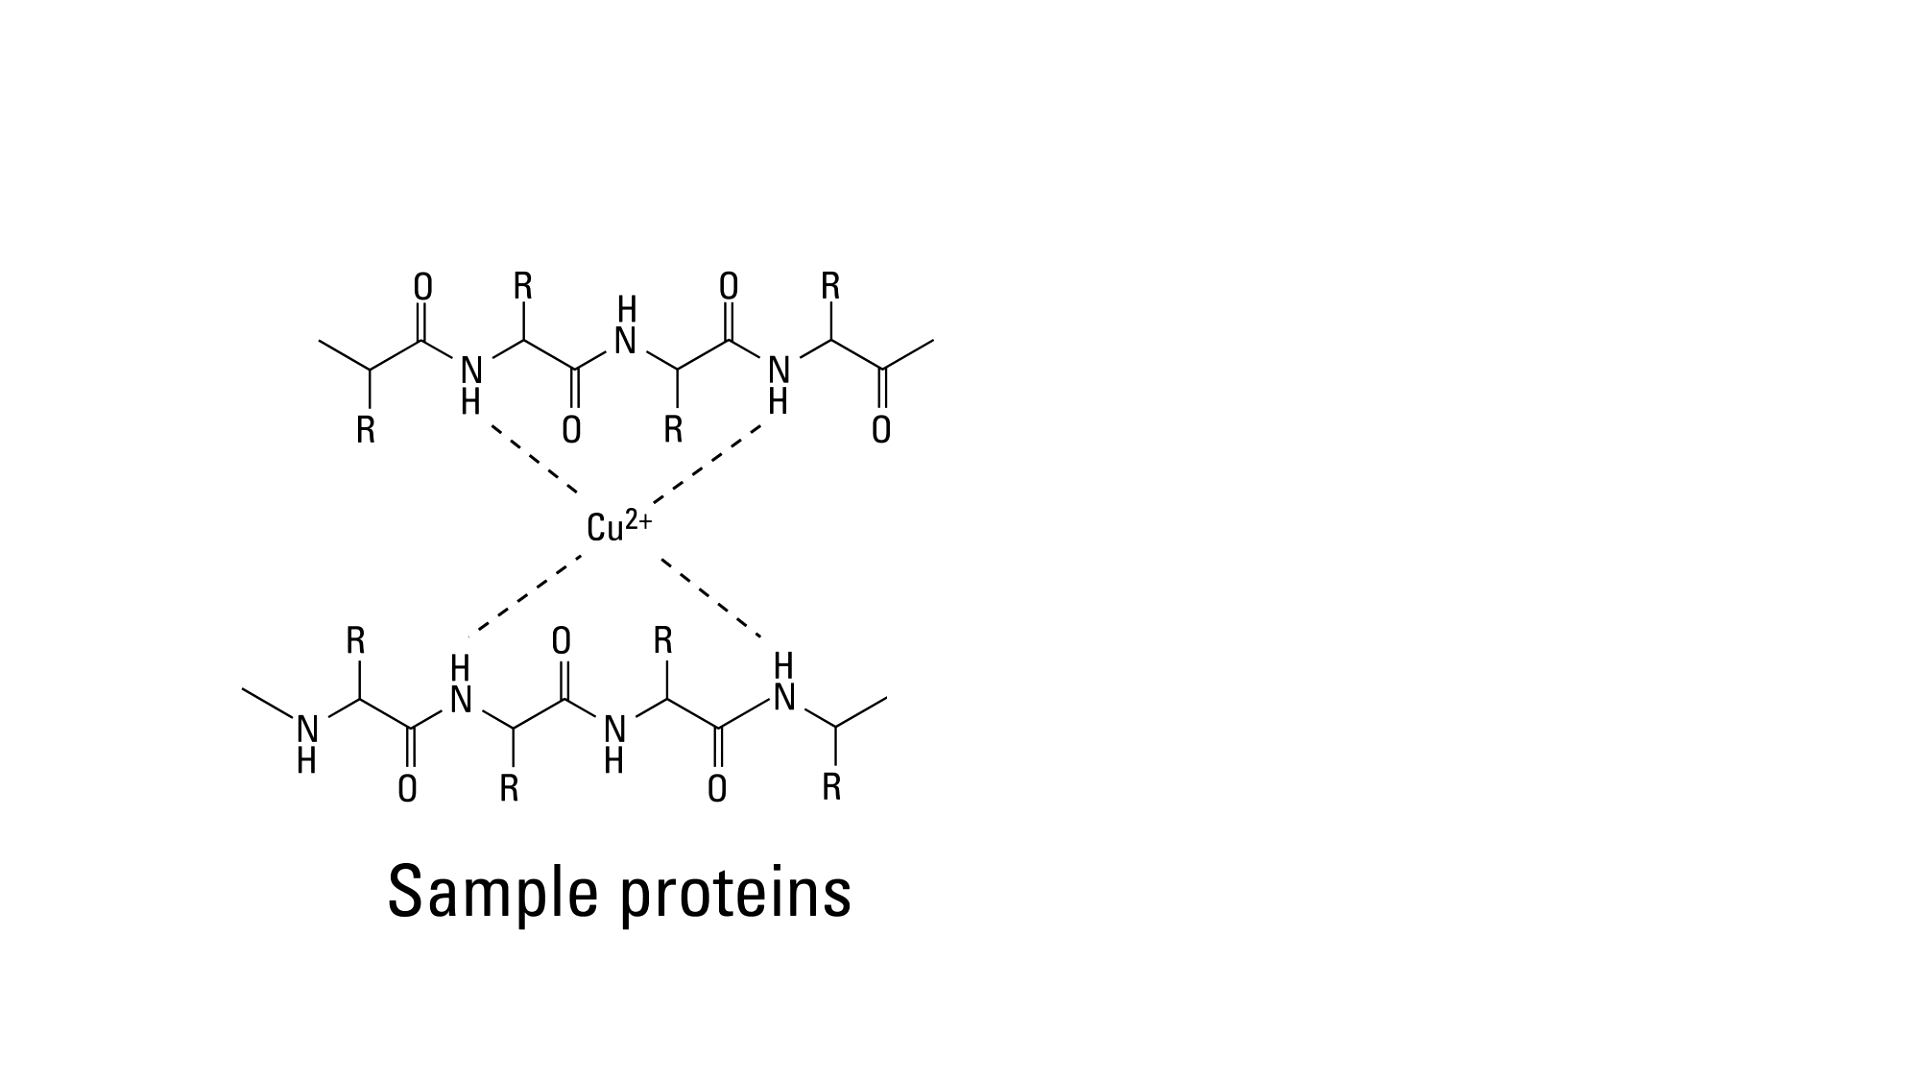 O R O R
H
N N N
H H
R O R O
Cu2+
R O R
H H
N N
N N
H H
O R O R
Sample proteins